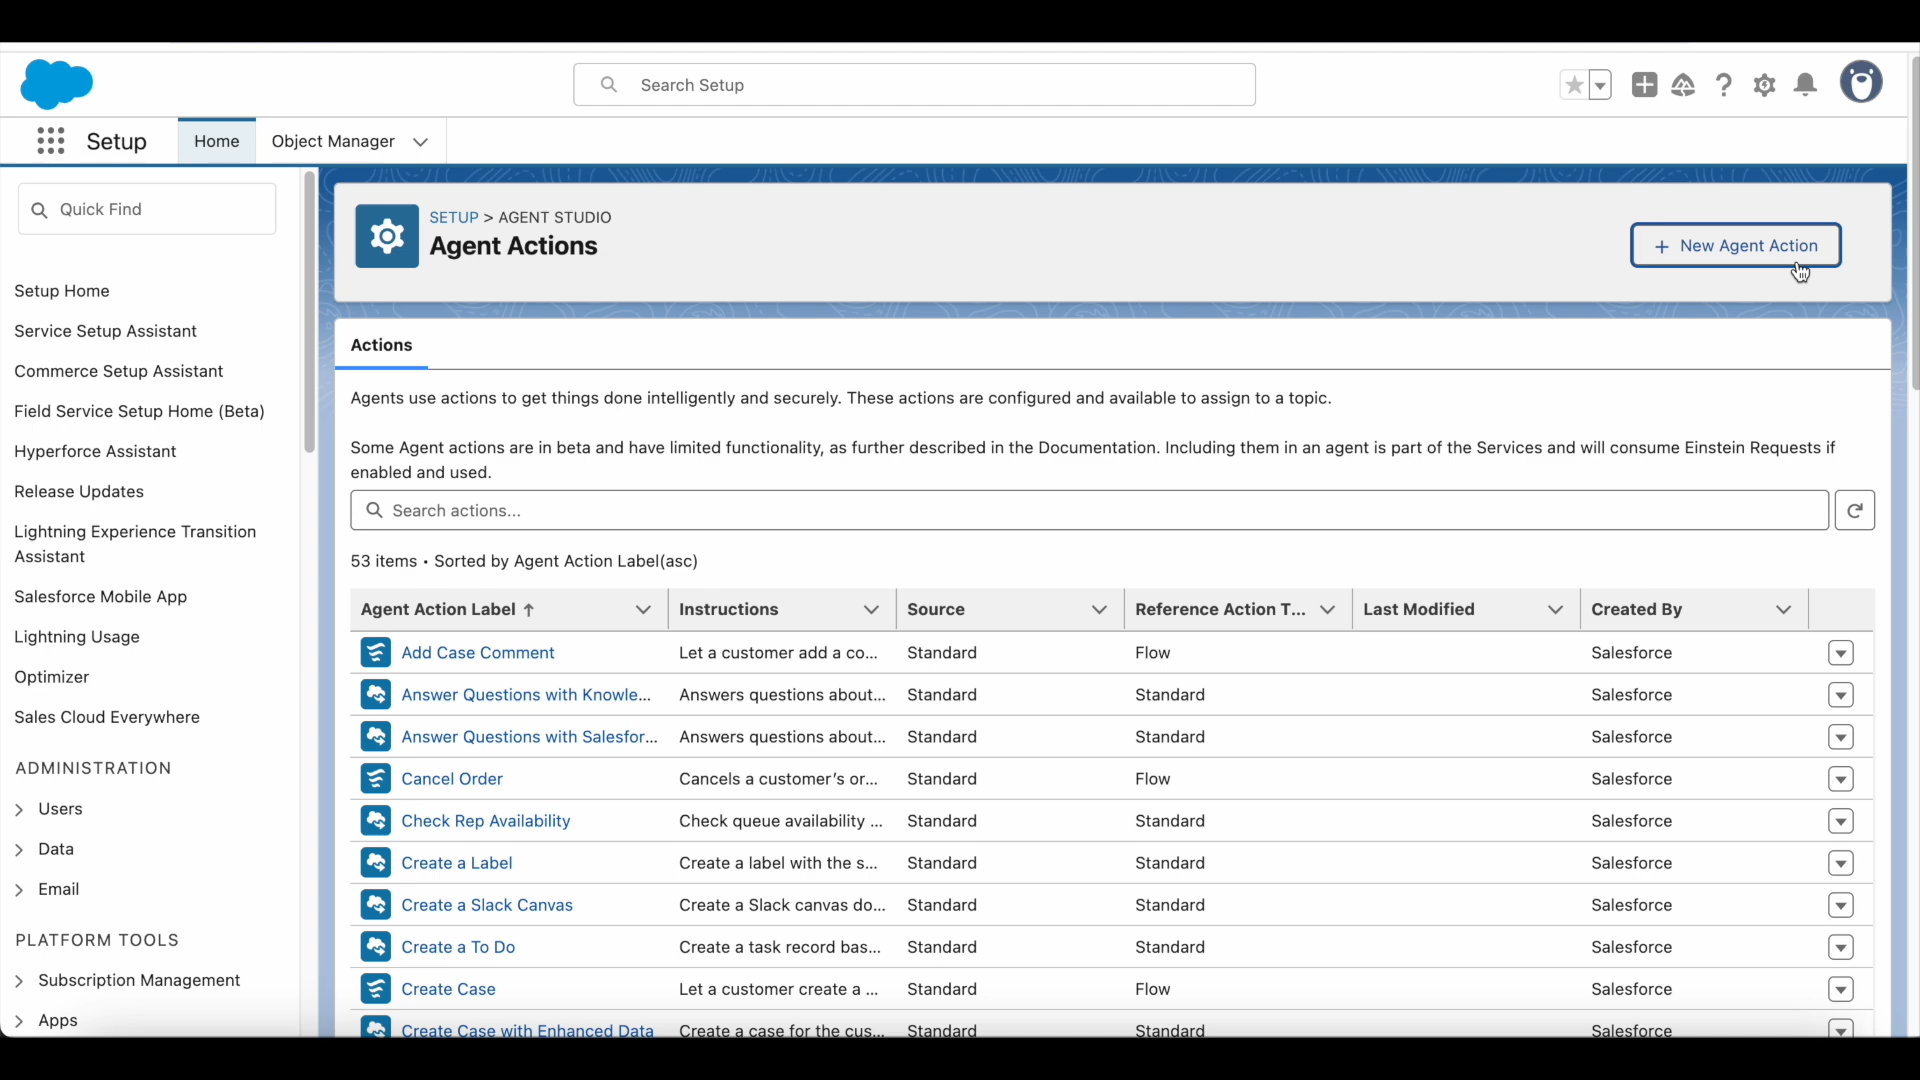 Search Setup
Setup
Home
Object Manager
Quick Find
Setup Home
Service Setup Assistant
Commerce Setup Assistant
Field Service Setup Home (Beta)
Hyperforce Assistant
Release Updates
Lightning Experience Transition
Assistant
Salesforce Mobile App
Lightning Usage
Optimizer
Sales Cloud Everywhere
ADMINISTRATION
Users
Data
Email
PLATFORM TOOLS
Subscription Management
Apps
SETUP > AGENT STUDIO
Agent Actions
+ New Agent Action
Actions
Agents use actions to get things done intelligently and securely. These actions are configured and available to assign to a topic.
Some Agent actions are in beta and have limited functionality, as further described in the Documentation. Including them in an agent is part of the Services and will consume Einstein Requests if
enabled and used.
Search actions...
53 items • Sorted by Agent Action Label(asc)
Agent Action Label ↑ Instructions Source Reference Action T... Last Modified Created By
Add Case Comment Let a customer add a co... Standard Flow Salesforce
Answer Questions with Knowle... Answers questions about... Standard Standard Salesforce
Answer Questions with Salesfor... Answers questions about... Standard Standard Salesforce
Cancel Order Cancels a customer's or... Standard Flow Salesforce
Check Rep Availability Check queue availability ... Standard Standard Salesforce
Create a Label Create a label with the s... Standard Standard Salesforce
Create a Slack Canvas Create a Slack canvas do... Standard Standard Salesforce
Create a To Do Create a task record bas... Standard Standard Salesforce
Create Case Let a customer create a ... Standard Flow Salesforce
Create Case with Enhanced Data Create a case for the cus... Standard Standard Salesforce